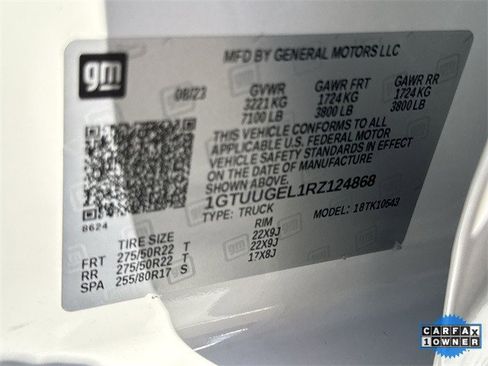 gm
MFD BY GENERAL MOTORS LLC
08/23 GVWR GAWR FRT GAWR RR
3221 KG 1724 KG 1724 KG
7100 LB 3800 LB 3800 LB
THIS VEHICLE CONFORMS TO ALL
APPLICABLE U.S. FEDERAL MOTOR
VEHICLE SAFETY STANDARDS IN EFFECT
ON THE DATE OF MANUFACTURE
SHOWN ABOVE.
1GTUUGEL1RZ124868
TYPE: TRUCK MODEL: 18TK10543
8624
TIRE SIZE RIM
FRT 275/50R22 T 22X9J
RR 275/50R22 T 22X9J
SPA 255/80R17 S 17X8J
CARFAX
1 OWNER